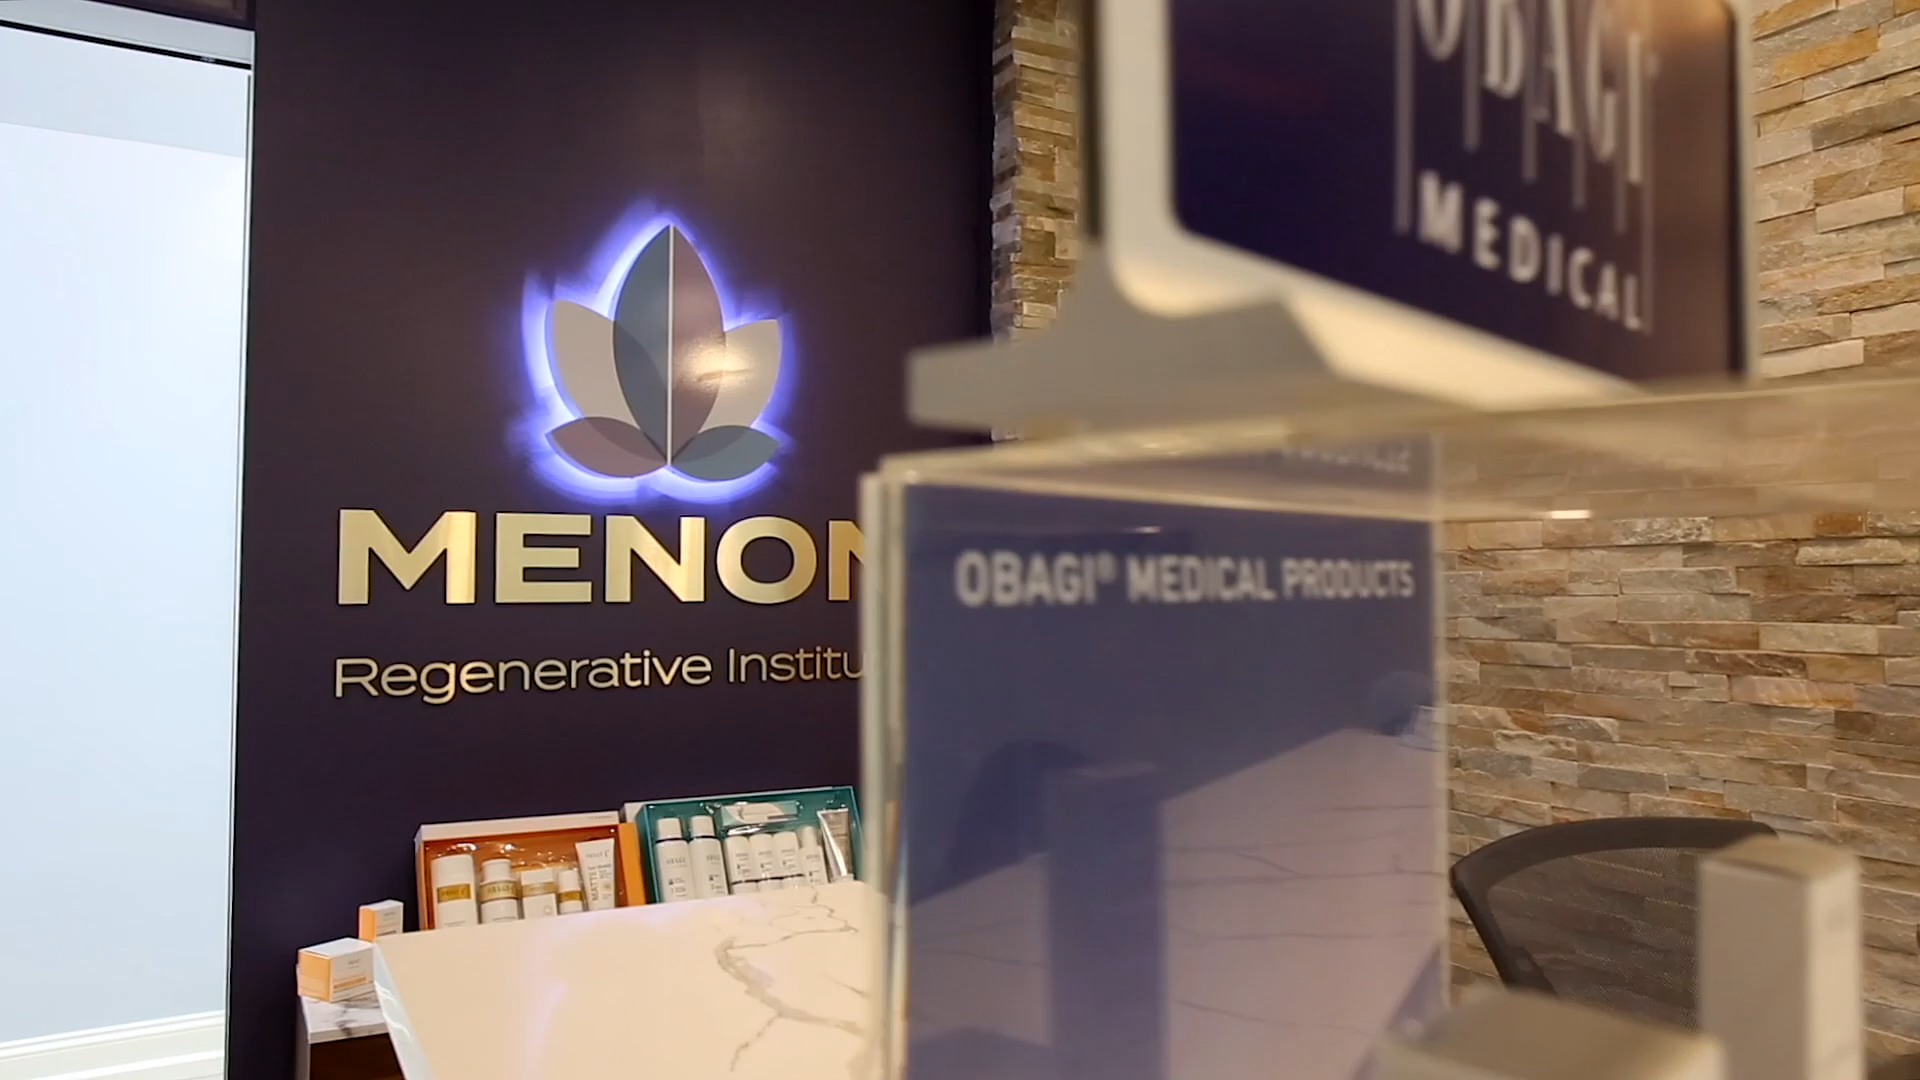 OBAGI
MEDICAL
MENON
Regenerative Institu
OBAGI® MEDICAL PRODUCTS